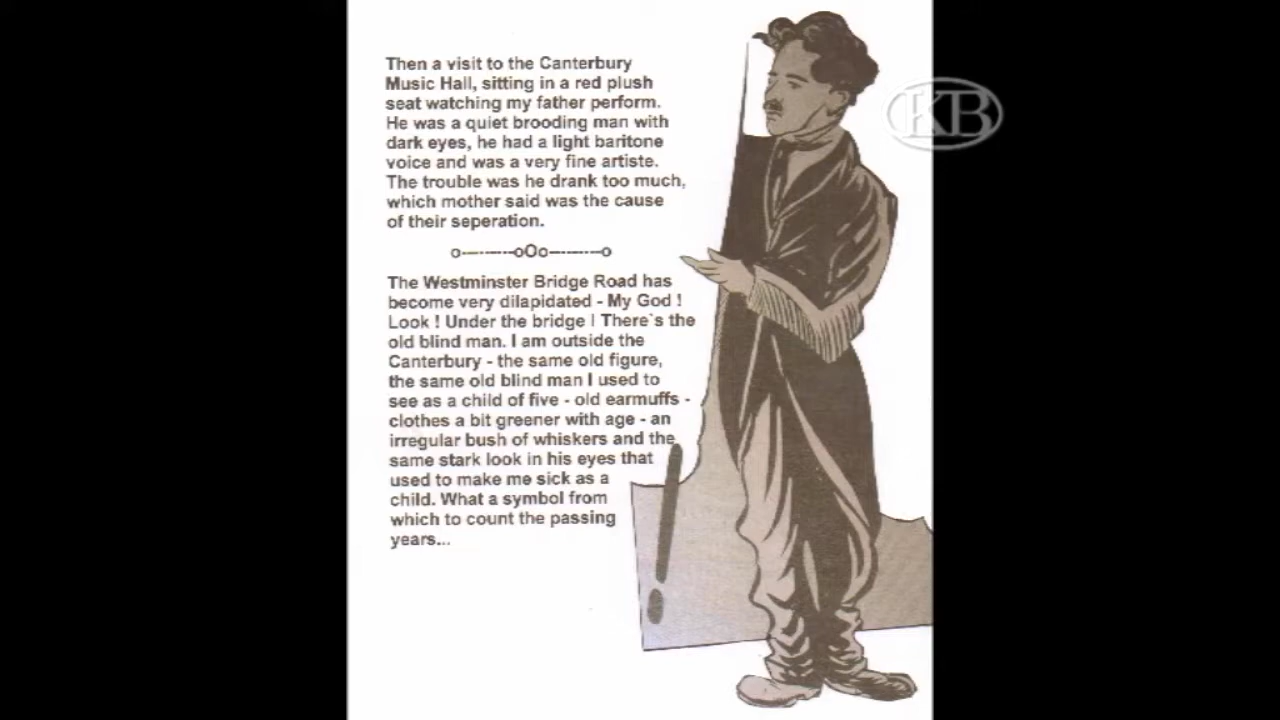 Then a visit to the Canterbury
Music Hall, sitting in a red plush
seat watching my father perform.
He was a quiet brooding man with
dark eyes, he had a light baritone
voice and was a very fine artiste.
The trouble was he drank too much,
which mother said was the cause
of their seperation.
o---------oOo---------o
The Westminster Bridge Road has
become very dilapidated - My God !
Look ! Under the bridge ! There`s the
old blind man. I am outside the
Canterbury - the same old figure,
the same old blind man I used to
see as a child of five - old earmuffs -
clothes a bit greener with age - an
irregular bush of whiskers and the
same stark look in his eyes that
used to make me sick as a
child. What a symbol from
which to count the passing
years...
KB